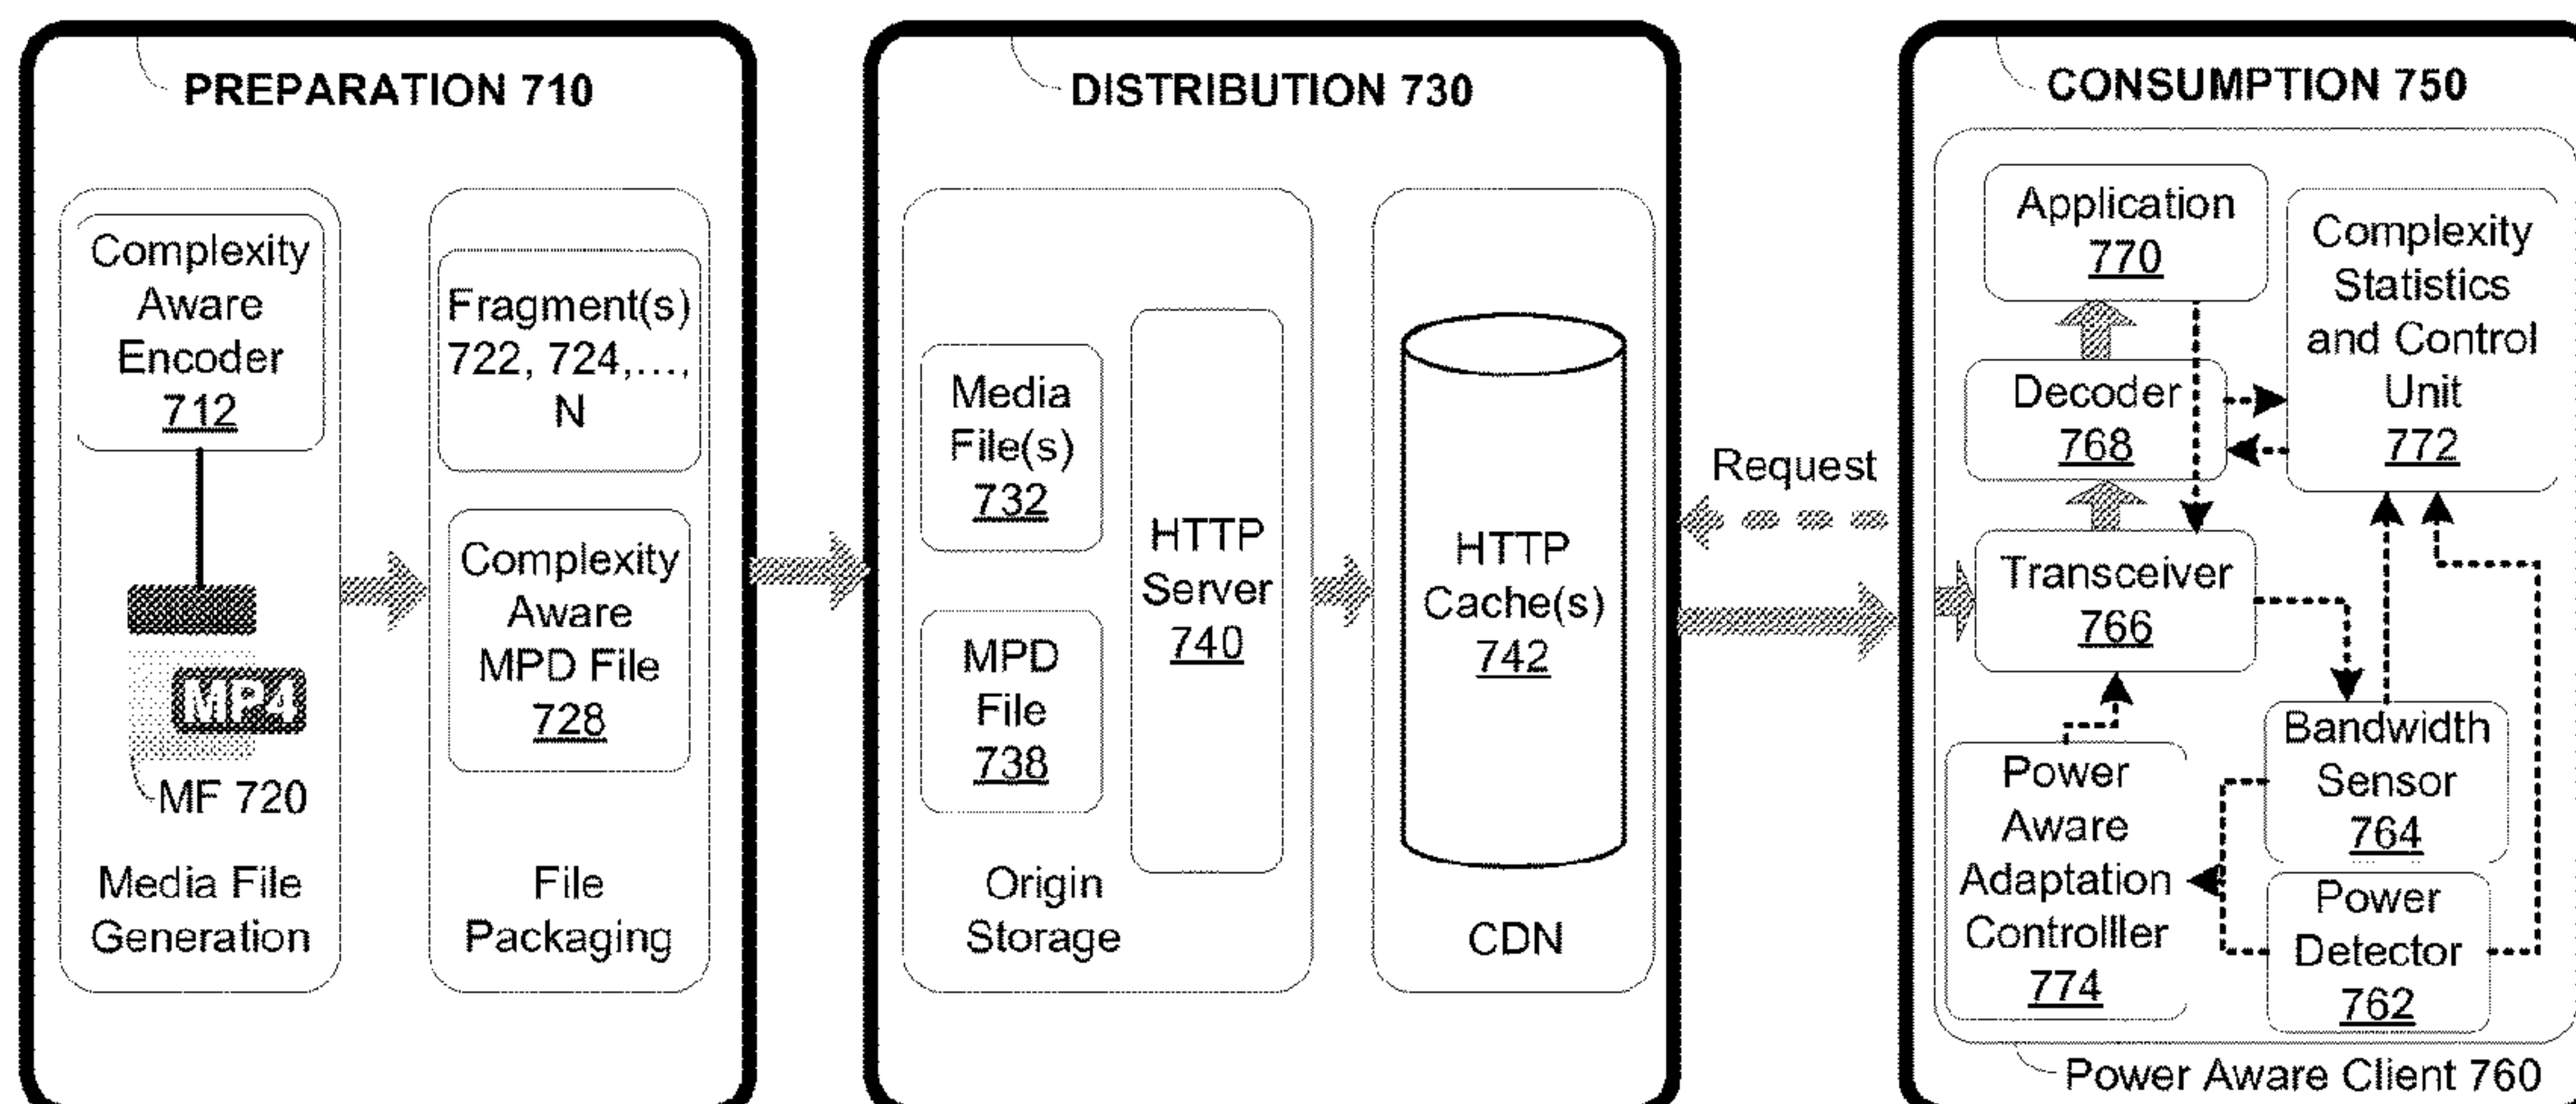 PREPARATION 710
Complexity
Aware
Encoder
712
MP4
MF 720
Media File
Generation
Fragment(s)
722, 724,...,
N
Complexity
Aware
MPD File
728
File
Packaging
DISTRIBUTION 730
Media
File(s)
732
MPD
File
738
HTTP
Server
740
Origin
Storage
HTTP
Cache(s)
742
CDN
Request
CONSUMPTION 750
Application
770
Complexity
Statistics
and Control
Unit
772
Decoder
768
Transceiver
766
Bandwidth
Sensor
764
Power
Aware
Adaptation
Controlller
774
Power
Detector
762
Power Aware Client 760